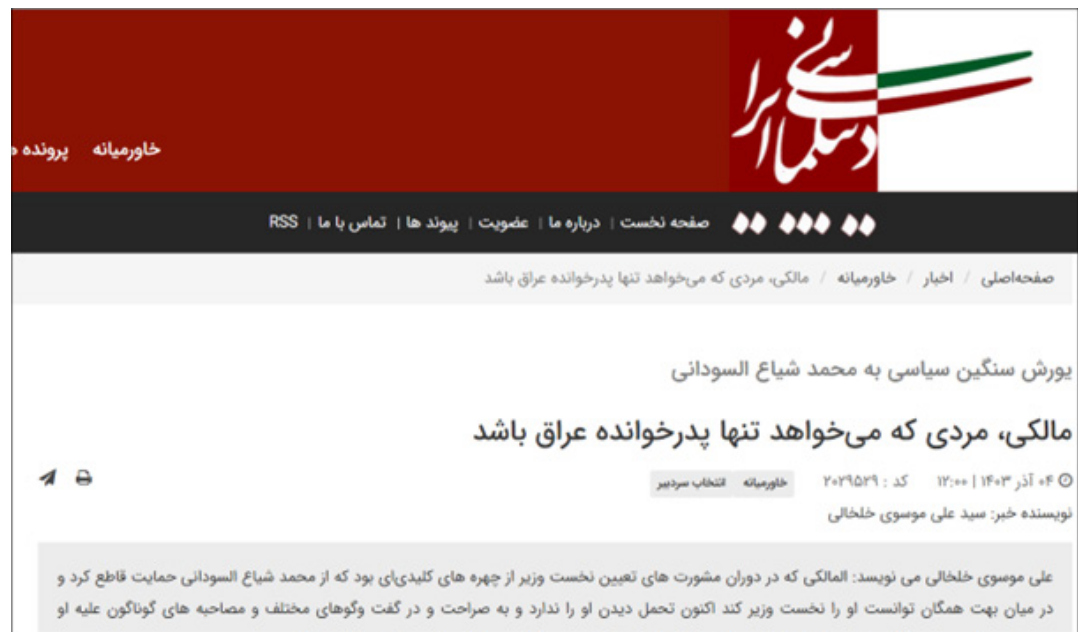 دیپلماسی ایرانی
خاورمیانه پرونده
صفحه نخست | درباره ما | عضویت | پیوند ها | تماس با ما | RSS
صفحه‌اصلی / اخبار / خاورمیانه / مالکی، مردی که می‌خواهد تنها پدرخوانده عراق باشد
یورش سنگین سیاسی به محمد شیاع السودانی
مالکی، مردی که می‌خواهد تنها پدرخوانده عراق باشد
۰۴ آذر ۱۴۰۳ | ۱۲:۰۰ کد : ۲۰۲۹۵۲۹ خاورمیانه انتخاب سردبیر
نویسنده خبر: سید علی موسوی خلخالی
علی موسوی خلخالی می نویسد: المالکی که در دوران مشورت های تعیین نخست وزیر از چهره های کلیدی‌ای بود که از محمد شیاع السودانی حمایت قاطع کرد و
در میان بهت همگان توانست او را نخست وزیر کند اکنون تحمل دیدن او را ندارد و به صراحت و در گفت وگوهای مختلف و مصاحبه های گوناگون علیه او